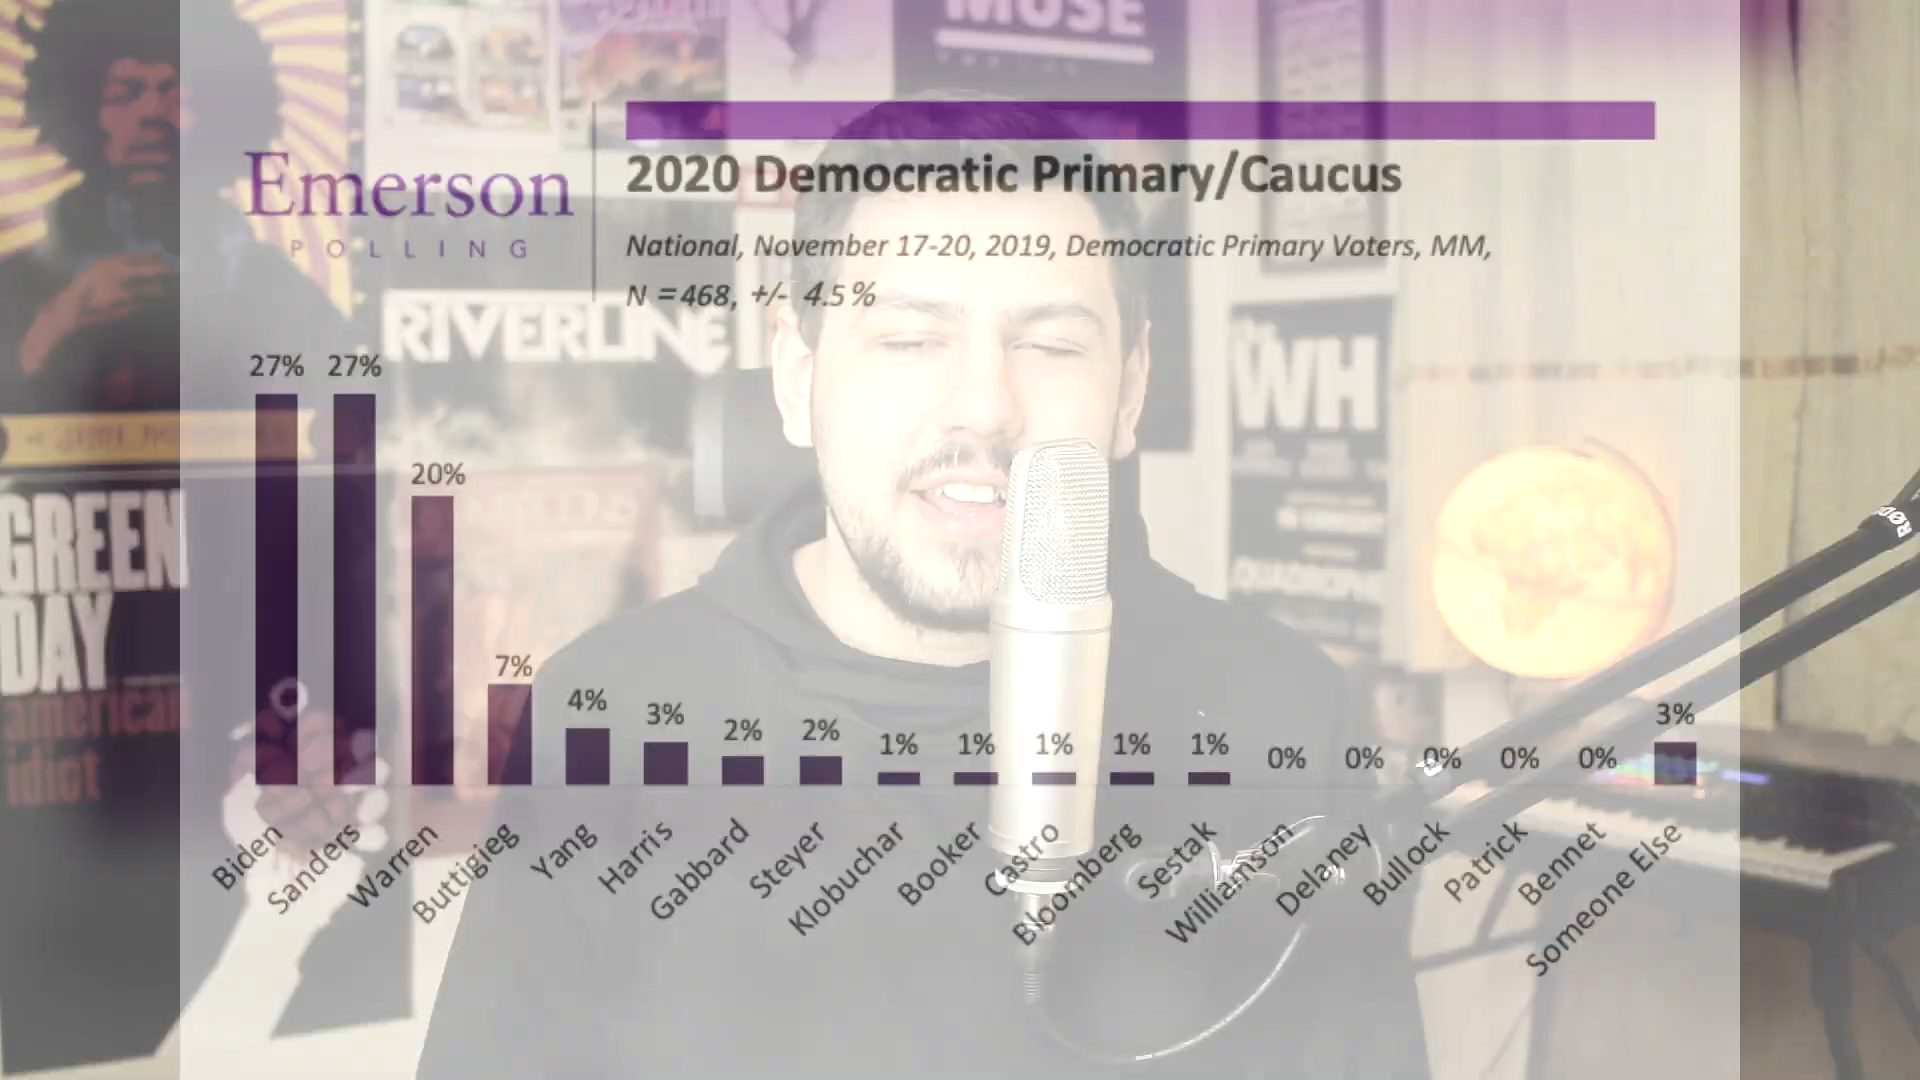 MUSE
Emerson
POLLING
2020 Democratic Primary/Caucus
National, November 17-20, 2019, Democratic Primary Voters, MM,
N = 468, +/- 4.5%
RIVERLINE
WH
27%
27%
20%
7%
4%
3%
2%
2%
1%
1%
1%
1%
1%
0%
0%
0%
0%
0%
3%
GREEN
DAY
american
idiot
RØD
Biden
Sanders
Warren
Buttigieg
Yang
Harris
Gabbard
Steyer
Klobuchar
Booker
Castro
Bloomberg
Sestak
Williamson
Delaney
Bullock
Patrick
Bennet
Someone Else